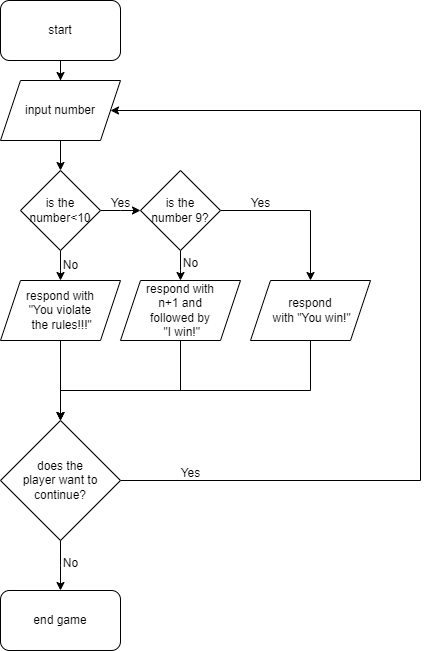 start
input number
is the
number<10
Yes
is the
number 9?
Yes
No
No
respond with
"You violate
the rules!!!"
respond with
n+1 and
followed by
"I win!"
respond
with "You win!"
does the
player want to
continue?
Yes
No
end game